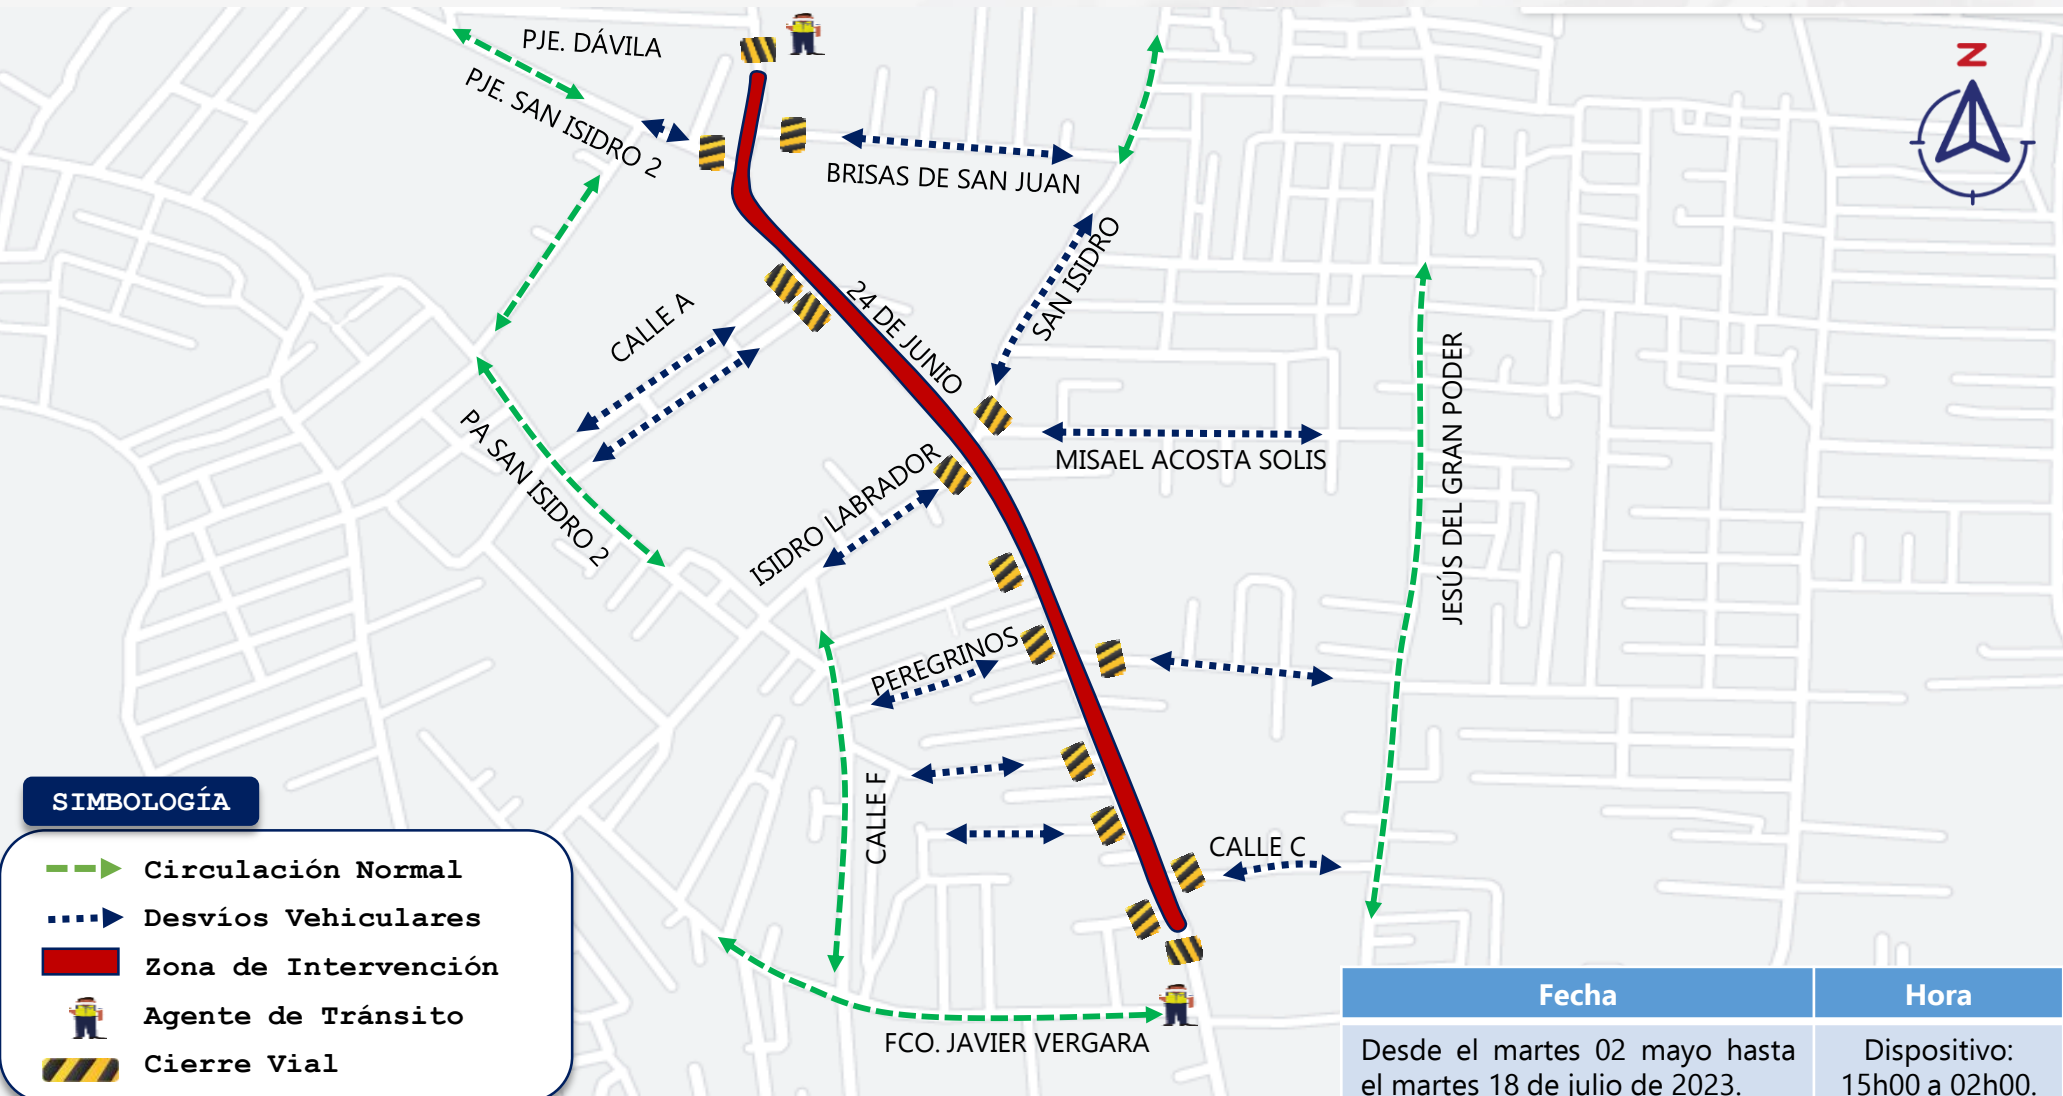 PJE. DÁVILA
N
PJE. SAN ISIDRO 2
BRISAS DE SAN JUAN
SAN ISIDRO
CALLE A
24 DE JUNIO
JESÚS DEL GRAN PODER
PA SAN ISIDRO 2
ISIDRO LABRADOR
MISAEL ACOSTA SOLIS
PEREGRINOS
CALLE F
CALLE C
FCO. JAVIER VERGARA
SIMBOLOGÍA
Circulación Normal
Desvíos Vehiculares
Zona de Intervención
Agente de Tránsito
Cierre Vial
Fecha
Hora
Desde el martes 02 mayo hasta
el martes 18 de julio de 2023.
Dispositivo:
15h00 a 02h00.